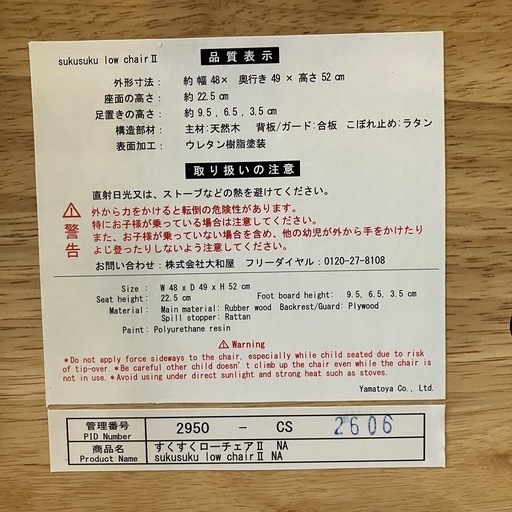 sukusuku low chairⅡ 品質表示
外形寸法： 約 幅 48× 奥行き 49 × 高さ 52 ㎝
座面の高さ： 約 22.5 ㎝
足置きの高さ： 約 9.5, 6.5, 3.5 ㎝
構造部材： 主材:天然木 背板/ガード:合板 こぼれ止め:ラタン
表面加工： ウレタン樹脂塗装
取り扱いの注意
直射日光又は、ストーブなどの熱を避けてください。
警告
外から力をかけると転倒の危険性があります。
特にお子様が乗っている場合は注意してください。
また、お子様が乗っていない場合を含め、他の幼児が外から手をかけたり
よじ登ったりしないよう注意してください。
お問い合わせ：株式会社大和屋 フリーダイヤル：0120-27-8108
Size : W 48 x D 49 x H 52 cm
Seat height: 22.5 cm Foot board height: 9.5, 6.5, 3.5 cm
Material : Main material: Rubber wood Backrest/Guard: Plywood
Spill stopper: Rattan
Paint: Polyurethane resin
⚠ Warning
*Do not apply force sideways to the chair, especially while child seated due to risk
of tip-over. *Be careful other child doesn't climb up the chair even while the chair
is not in use. *Avoid using under direct sunlight and strong heat such as stoves.
Yamatoya Co., Ltd.
管理番号 2950 - CS 2606
PID Number
商品名 すくすくローチェアⅡ NA
Product Name sukusuku low chairⅡ NA